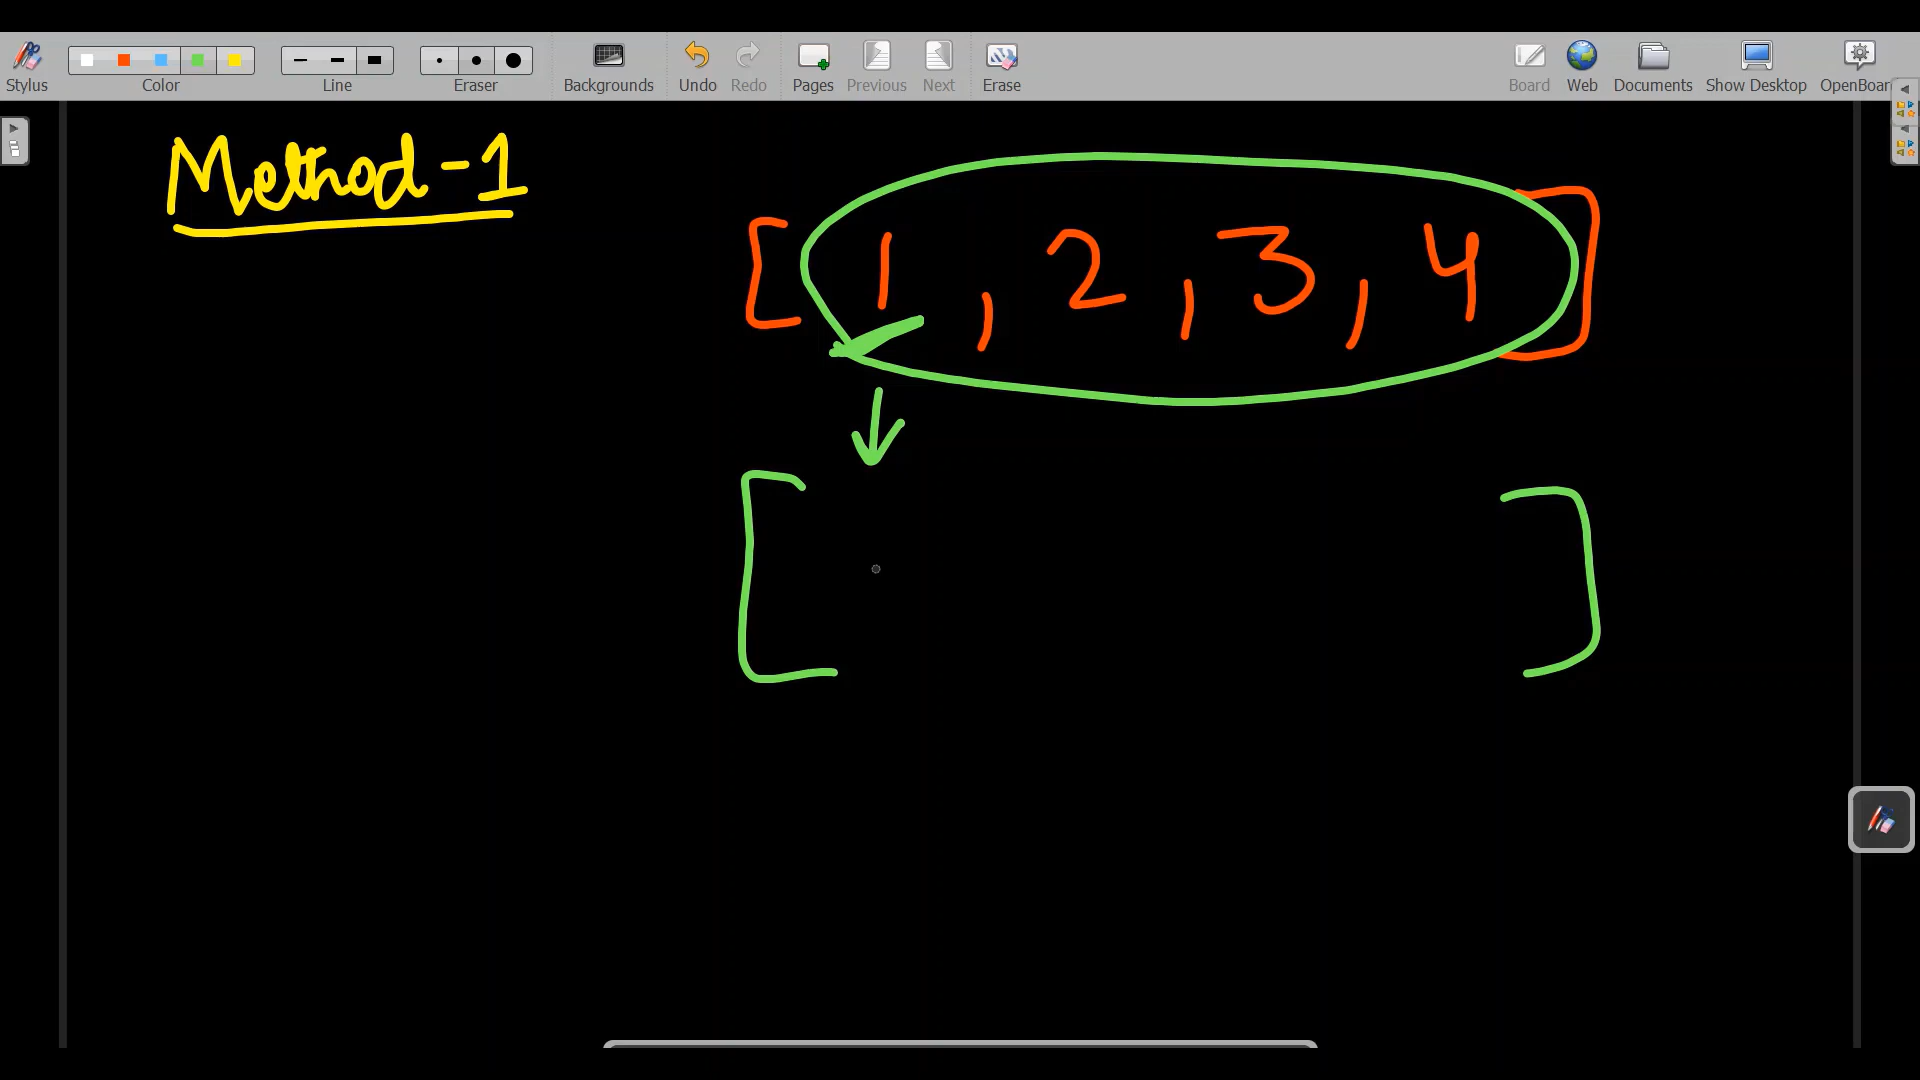 Stylus Color Line Eraser Backgrounds Undo Redo Pages Previous Next Erase Board Web Documents Show Desktop OpenBoar
Method-1
[ 1 , 2 , 3 , 4 ]
[ ]